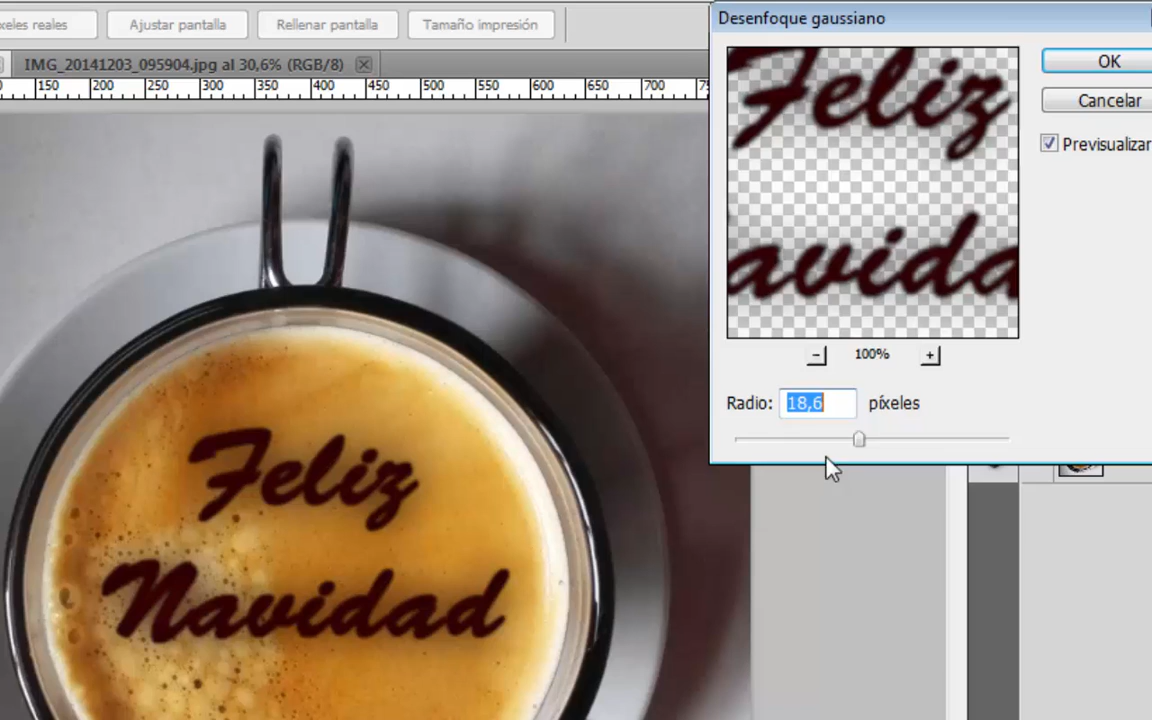 xeles reales
Ajustar pantalla
Rellenar pantalla
Tamaño impresión
IMG_20141203_095904.jpg al 30,6% (RGB/8)
150 200 250 300 350 400 450 500 550 600 650 700
Desenfoque gaussiano
Feliz
avida
OK
Cancelar
Previsualizar
100%
Radio: 18,6 píxeles
Feliz
Navidad